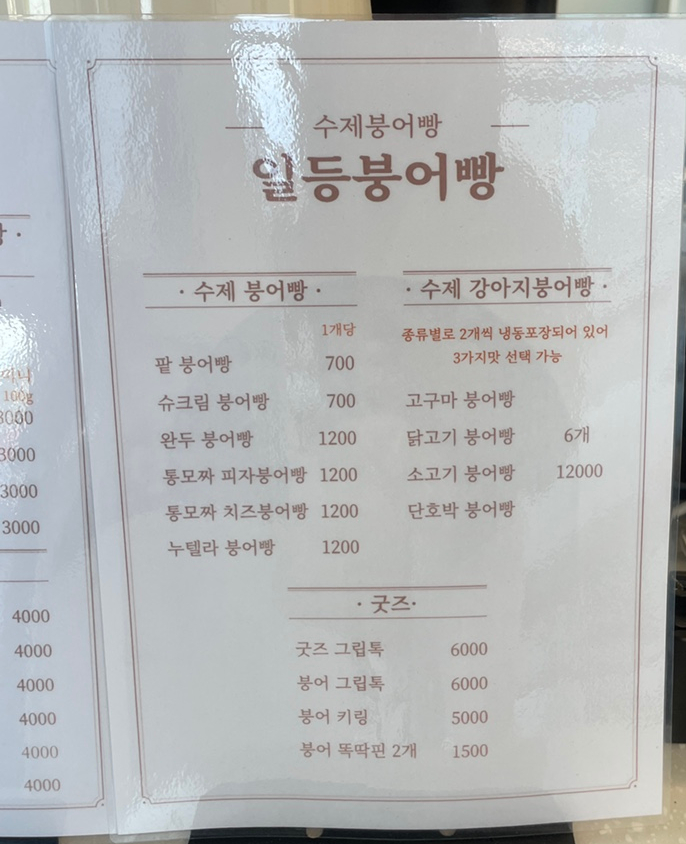 100g
3000
3000
3000
3000
4000
4000
4000
4000
4000
4000
수제붕어빵
일등붕어빵
· 수제 붕어빵 ·
1개당
팥 붕어빵 700
슈크림 붕어빵 700
완두 붕어빵 1200
통모짜 피자붕어빵 1200
통모짜 치즈붕어빵 1200
누텔라 붕어빵 1200
· 수제 강아지붕어빵 ·
종류별로 2개씩 냉동포장되어 있어
3가지맛 선택 가능
고구마 붕어빵
닭고기 붕어빵 6개
소고기 붕어빵 12000
단호박 붕어빵
· 굿즈·
굿즈 그립톡 6000
붕어 그립톡 6000
붕어 키링 5000
붕어 똑딱핀 2개 1500